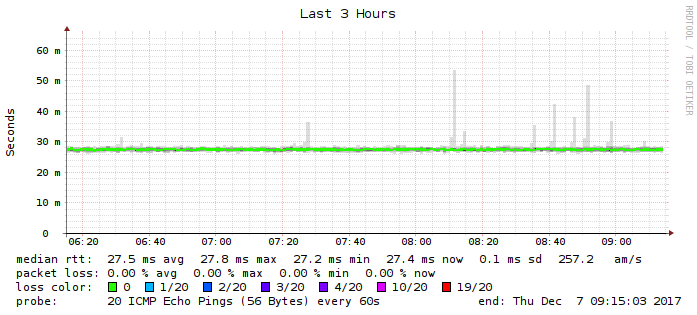 Last 3 Hours
RRDTOOL / TOBI OETIKER
Seconds
60 m
50 m
40 m
30 m
20 m
10 m
0
06:20 06:40 07:00 07:20 07:40 08:00 08:20 08:40 09:00
median rtt: 27.5 ms avg 27.8 ms max 27.2 ms min 27.4 ms now 0.1 ms sd 257.2 am/s
packet loss: 0.00 % avg 0.00 % max 0.00 % min 0.00 % now
loss color: 0 1/20 2/20 3/20 4/20 10/20 19/20
probe: 20 ICMP Echo Pings (56 Bytes) every 60s end: Thu Dec 7 09:15:03 2017